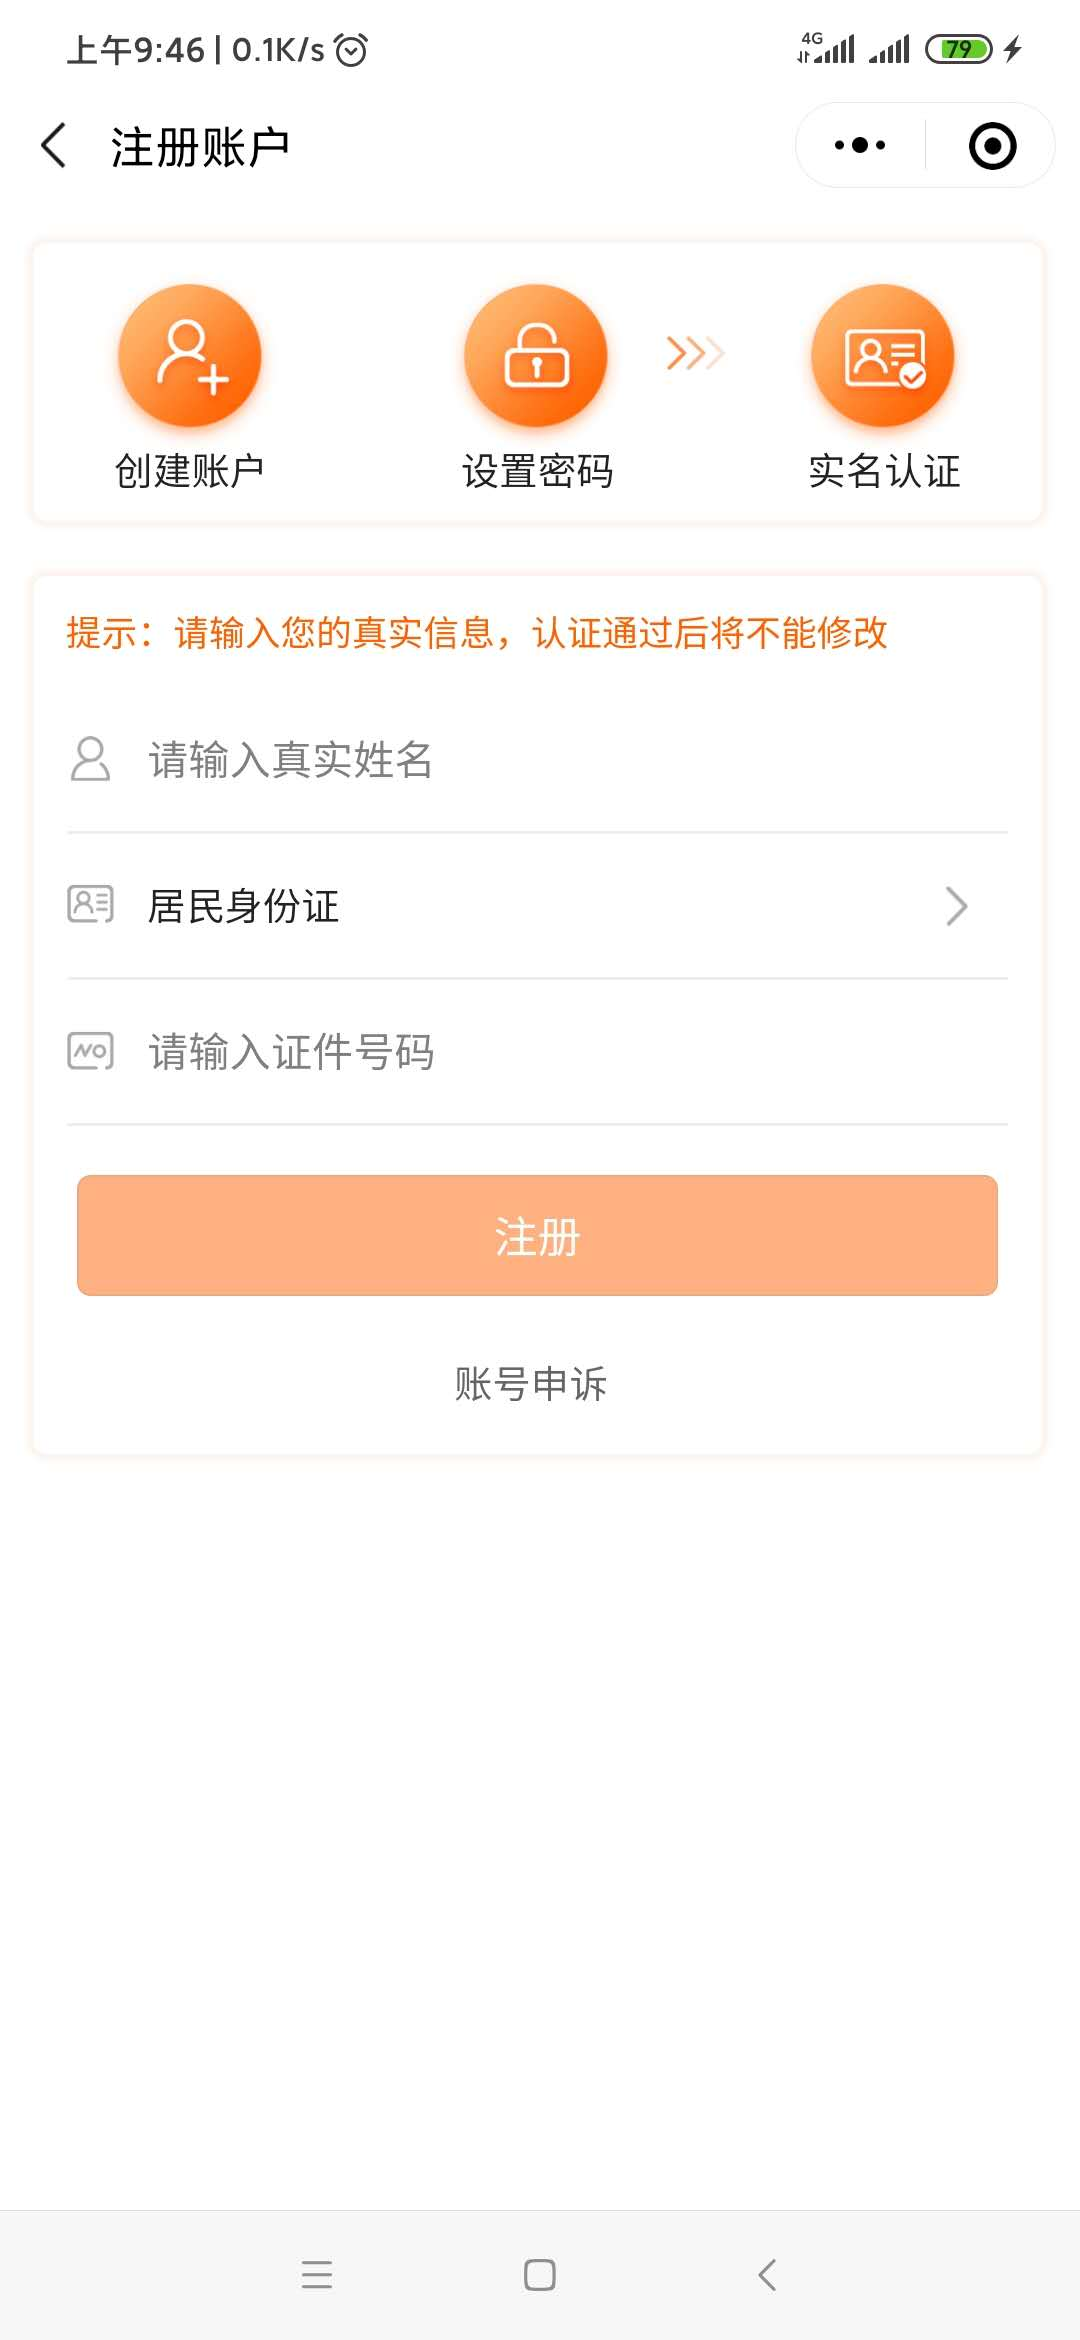 上午9:46 | 0.1K/s
4G
79
注册账户
创建账户 设置密码 实名认证
提示：请输入您的真实信息，认证通过后将不能修改
请输入真实姓名
居民身份证
NO 请输入证件号码
注册
账号申诉